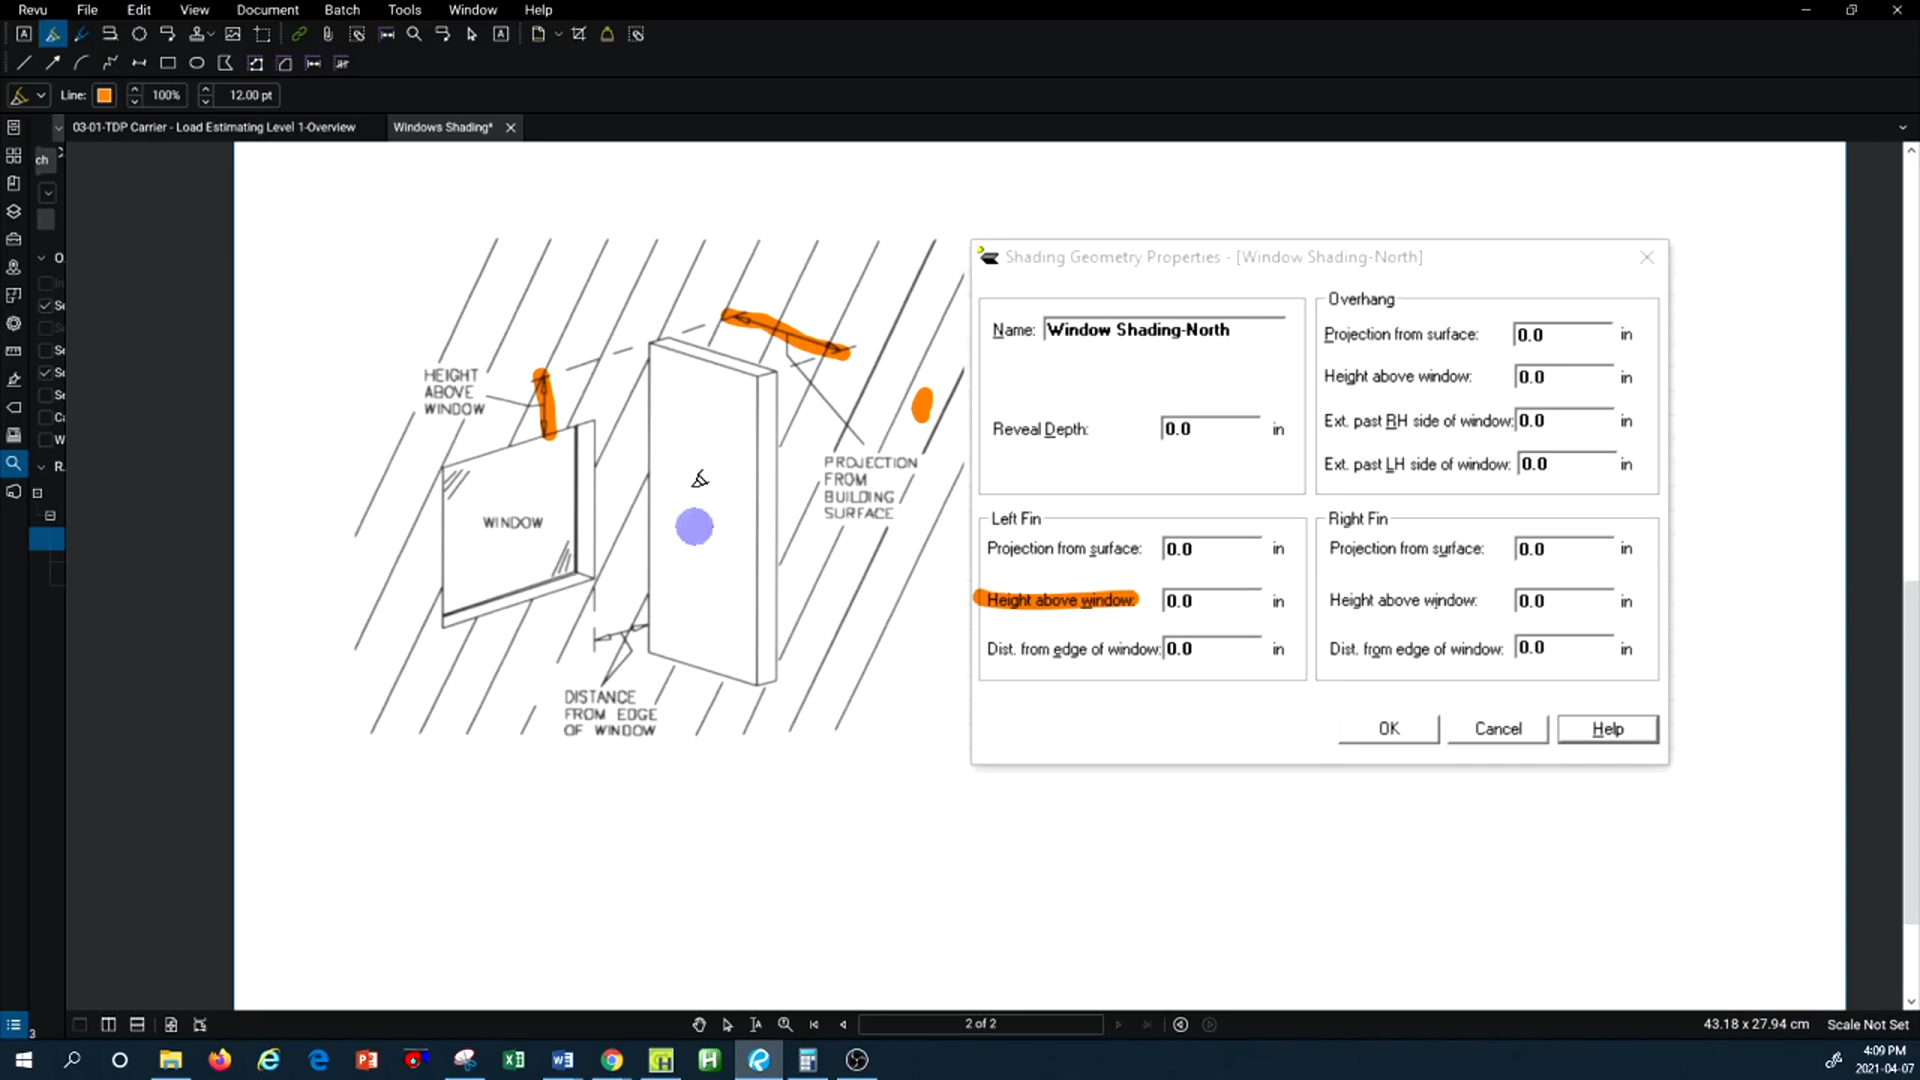 Revu File Edit View Document Batch Tools Window Help
Line: 100% 12.00 pt
03-01-TDP Carrier - Load Estimating Level 1-Overview Windows Shading*
ch
O.
Se
Se
Se
Se
Ca
W
R.
HEIGHT
ABOVE
WINDOW
WINDOW
PROJECTION
FROM
BUILDING
SURFACE
DISTANCE
FROM EDGE
OF WINDOW
Shading Geometry Properties - [Window Shading-North]
Name: Window Shading-North
Reveal Depth: 0.0 in
Overhang
Projection from surface: 0.0 in
Height above window: 0.0 in
Ext. past RH side of window: 0.0 in
Ext. past LH side of window: 0.0 in
Left Fin
Projection from surface: 0.0 in
Height above window: 0.0 in
Dist. from edge of window: 0.0 in
Right Fin
Projection from surface: 0.0 in
Height above window: 0.0 in
Dist. from edge of window: 0.0 in
OK Cancel Help
3
2 of 2
43.18 x 27.94 cm Scale Not Set
4:09 PM
2021-04-07